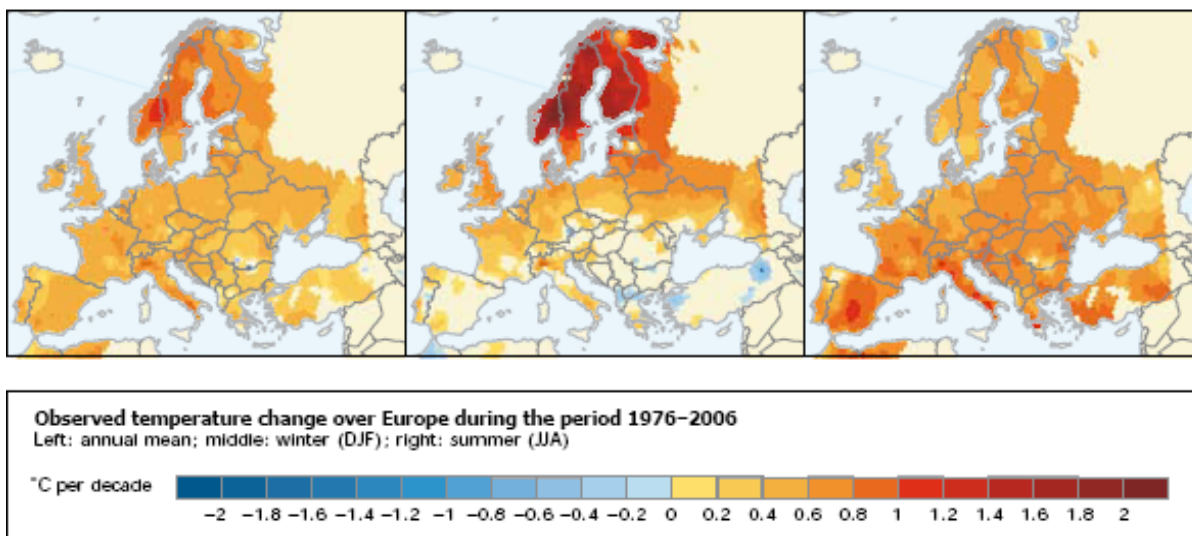 Observed temperature change over Europe during the period 1976–2006
Left: annual mean; middle: winter (DJF); right: summer (JJA)
°C per decade
−2 −1.8 −1.6 −1.4 −1.2 −1 −0.8 −0.6 −0.4 −0.2 0 0.2 0.4 0.6 0.8 1 1.2 1.4 1.6 1.8 2